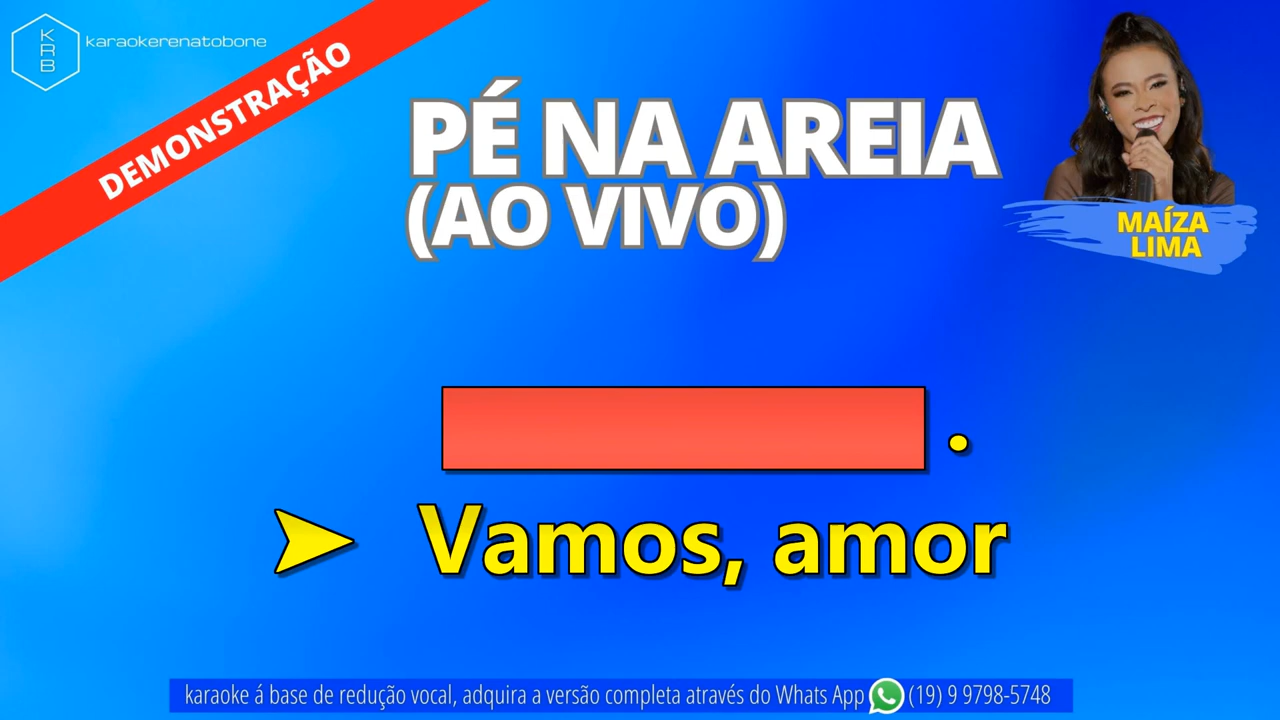 KRB
karaokerenatobone
DEMONSTRAÇÃO
PÉ NA AREIA
(AO VIVO)
MAÍZA
LIMA
.
➤ Vamos, amor
karaoke á base de redução vocal, adquira a versão completa através do Whats App (19) 9 9798-5748